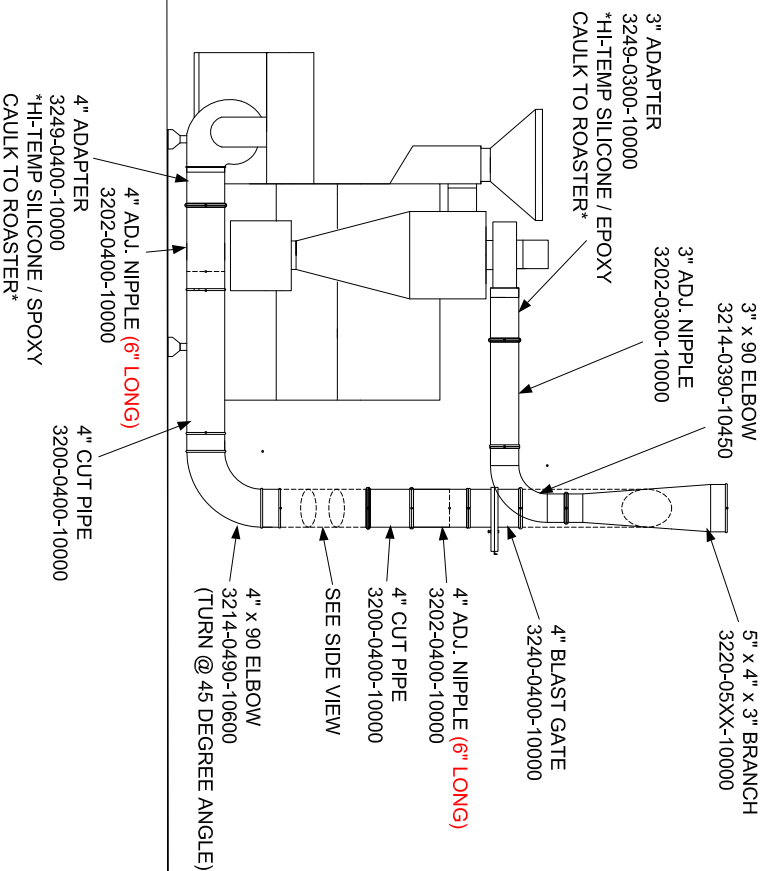 3" ADAPTER
3249-0300-10000
*HI-TEMP SILICONE / EPOXY
CAULK TO ROASTER*
3" ADJ. NIPPLE
3202-0300-10000
3" x 90 ELBOW
3214-0390-10450
5" x 4" x 3" BRANCH
3220-05XX-10000
4" BLAST GATE
3240-0400-10000
4" ADJ. NIPPLE (6" LONG)
3202-0400-10000
4" CUT PIPE
3200-0400-10000
SEE SIDE VIEW
4" x 90 ELBOW
3214-0490-10600
(TURN @ 45 DEGREE ANGLE)
4" ADJ. NIPPLE (6" LONG)
3202-0400-10000
4" ADAPTER
3249-0400-10000
*HI-TEMP SILICONE / SPOXY
CAULK TO ROASTER*
4" CUT PIPE
3200-0400-10000